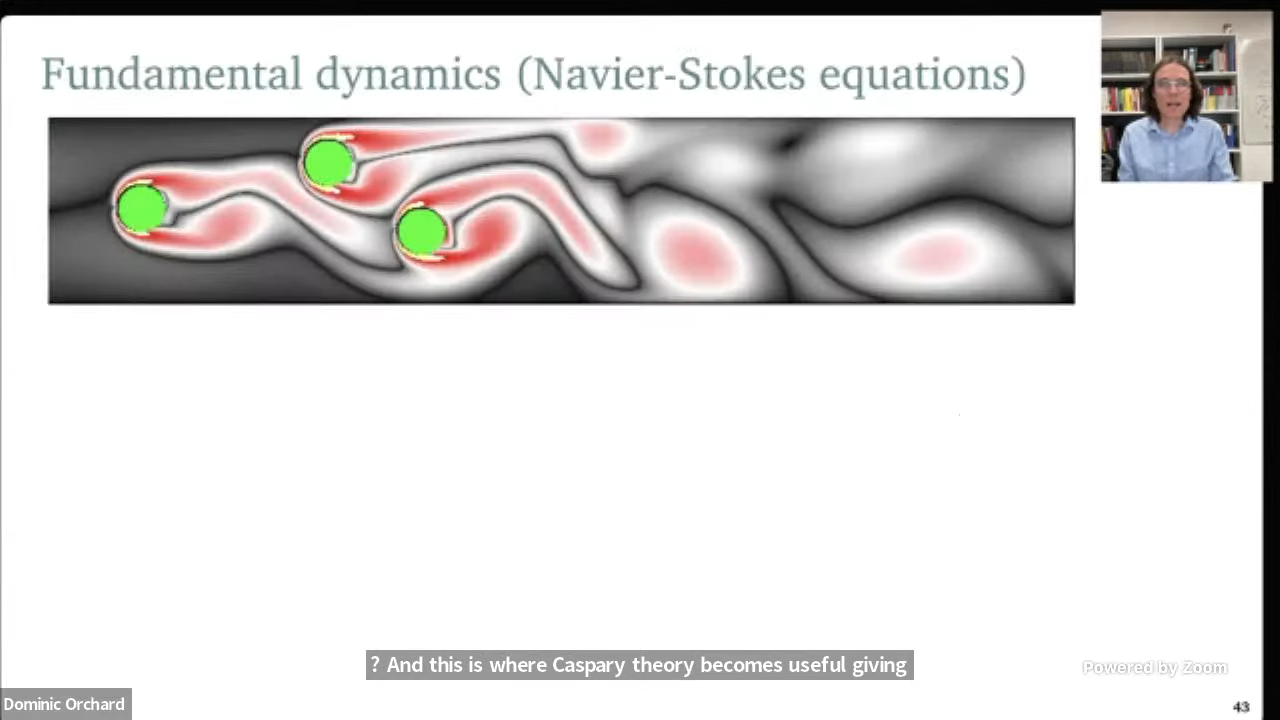 Fundamental dynamics (Navier-Stokes equations)
? And this is where Caspary theory becomes useful giving
Powered by Zoom
Dominic Orchard
43